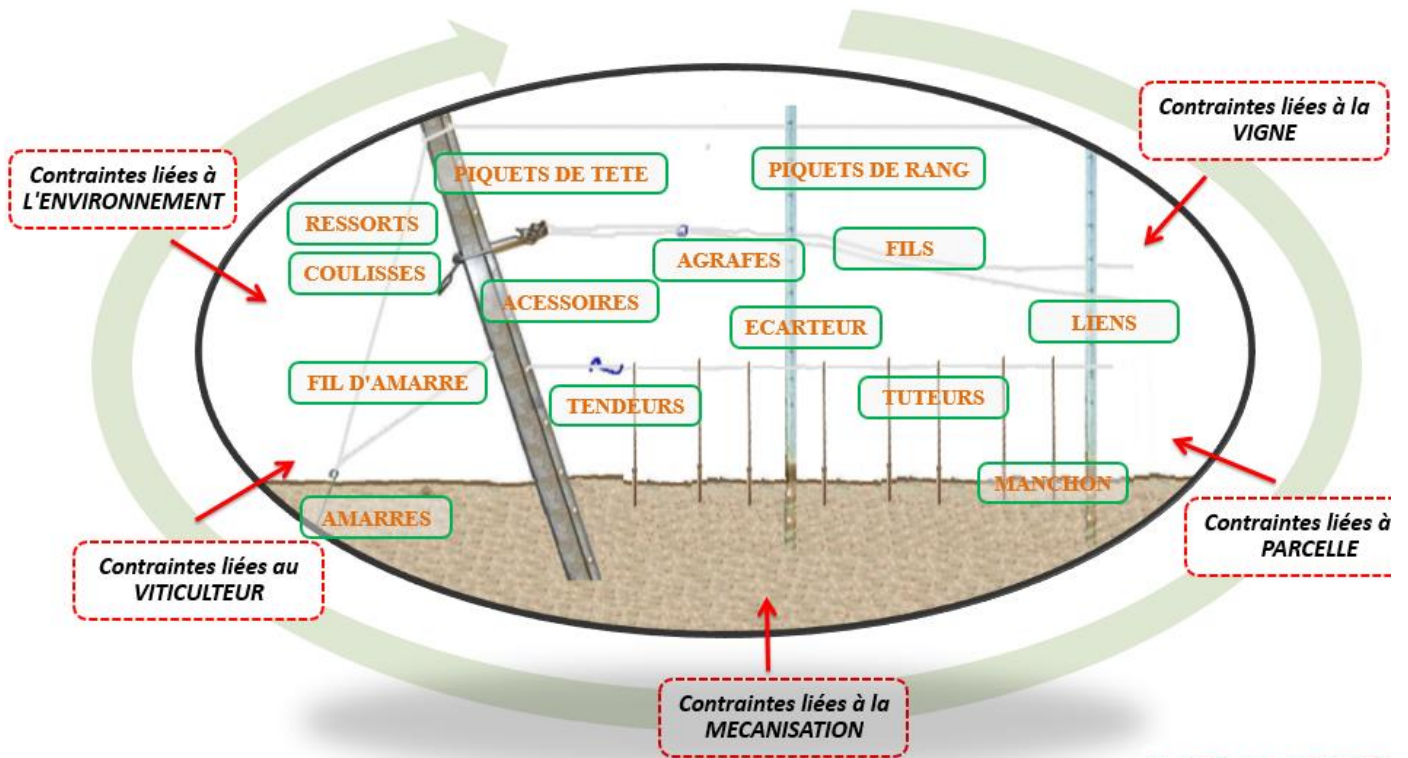 Contraintes liées à la
VIGNE
Contraintes liées à
L'ENVIRONNEMENT
PIQUETS DE TETE
PIQUETS DE RANG
RESSORTS
COULISSES
AGRAFES
FILS
ACESSOIRES
ECARTEUR
LIENS
FIL D'AMARRE
TENDEURS
TUTEURS
MANCHON
AMARRES
Contraintes liées à
PARCELLE
Contraintes liées au
VITICULTEUR
Contraintes liées à la
MECANISATION